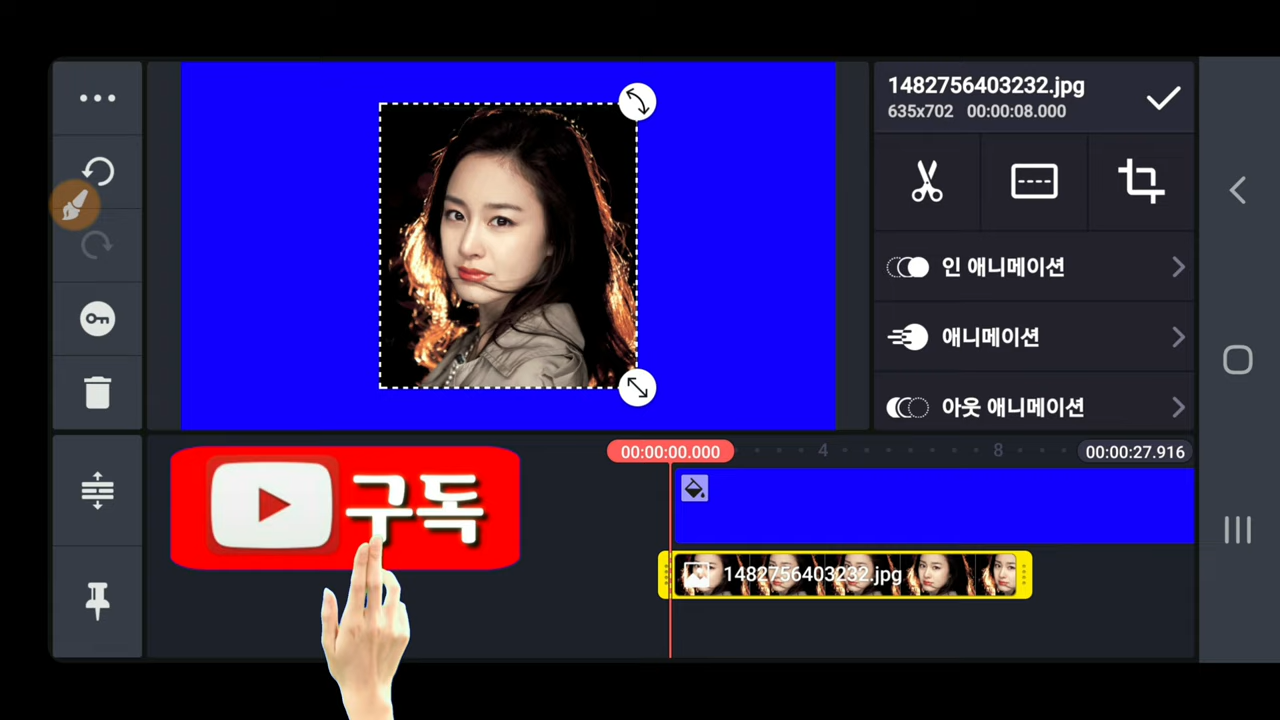 1482756403232.jpg
635x702 00:00:08.000
인 애니메이션
애니메이션
아웃 애니메이션
00:00:00.000
4
8
00:00:27.916
구독
1482756403232.jpg